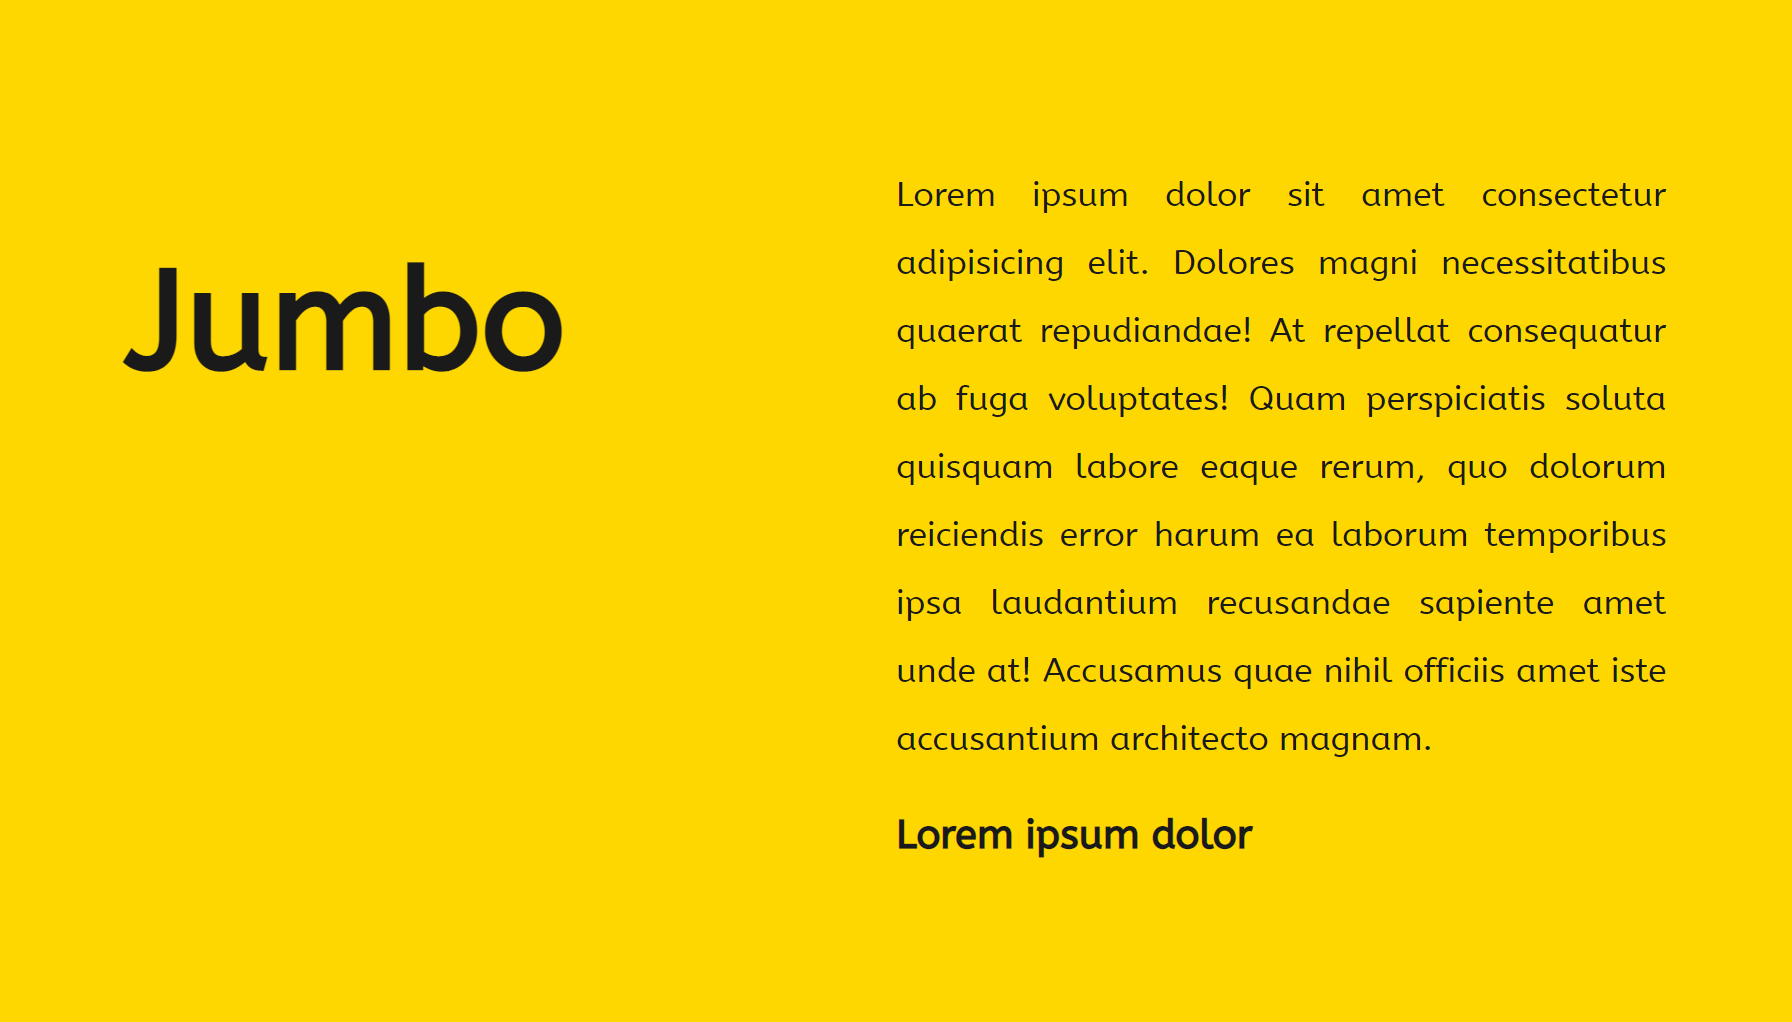 Jumbo
Lorem ipsum dolor sit amet consectetur
adipisicing elit. Dolores magni necessitatibus
quaerat repudiandae! At repellat consequatur
ab fuga voluptates! Quam perspiciatis soluta
quisquam labore eaque rerum, quo dolorum
reiciendis error harum ea laborum temporibus
ipsa laudantium recusandae sapiente amet
unde at! Accusamus quae nihil officiis amet iste
accusantium architecto magnam.
Lorem ipsum dolor